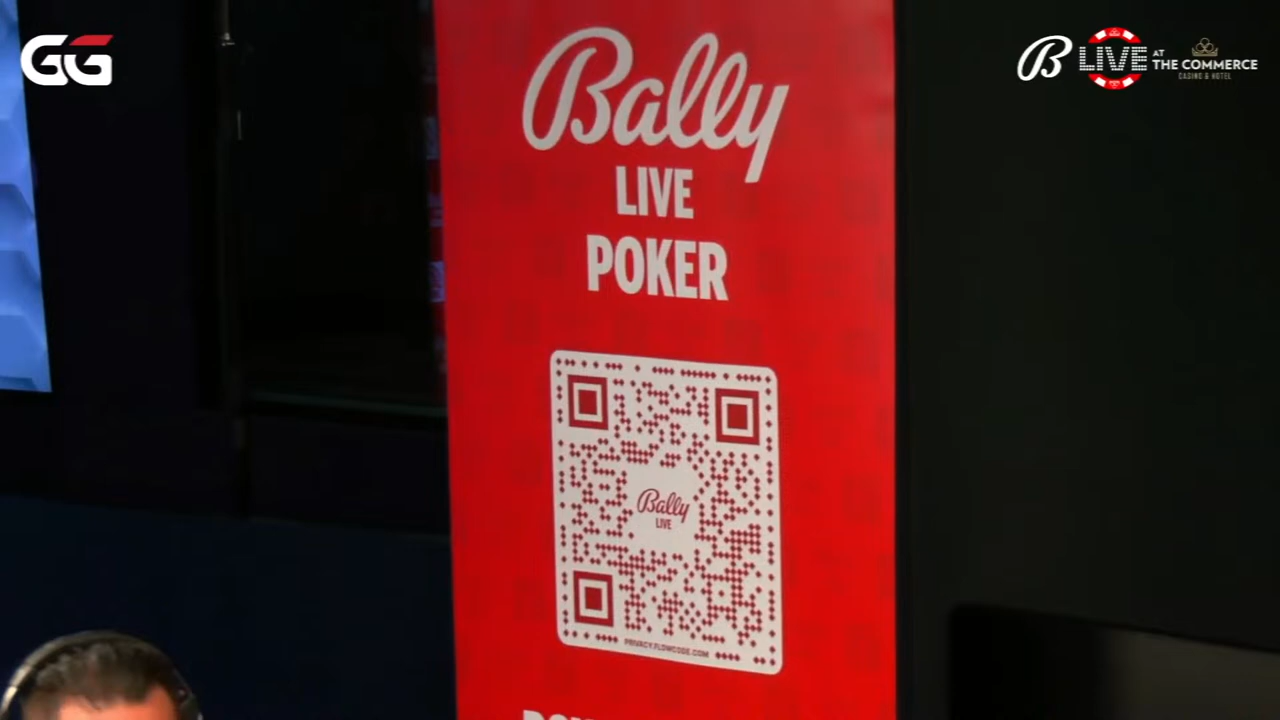 GG
B LIVE AT THE COMMERCE
CASINO & HOTEL
Bally
LIVE
POKER
Bally
LIVE
PRIVACY.FLOWCODE.COM